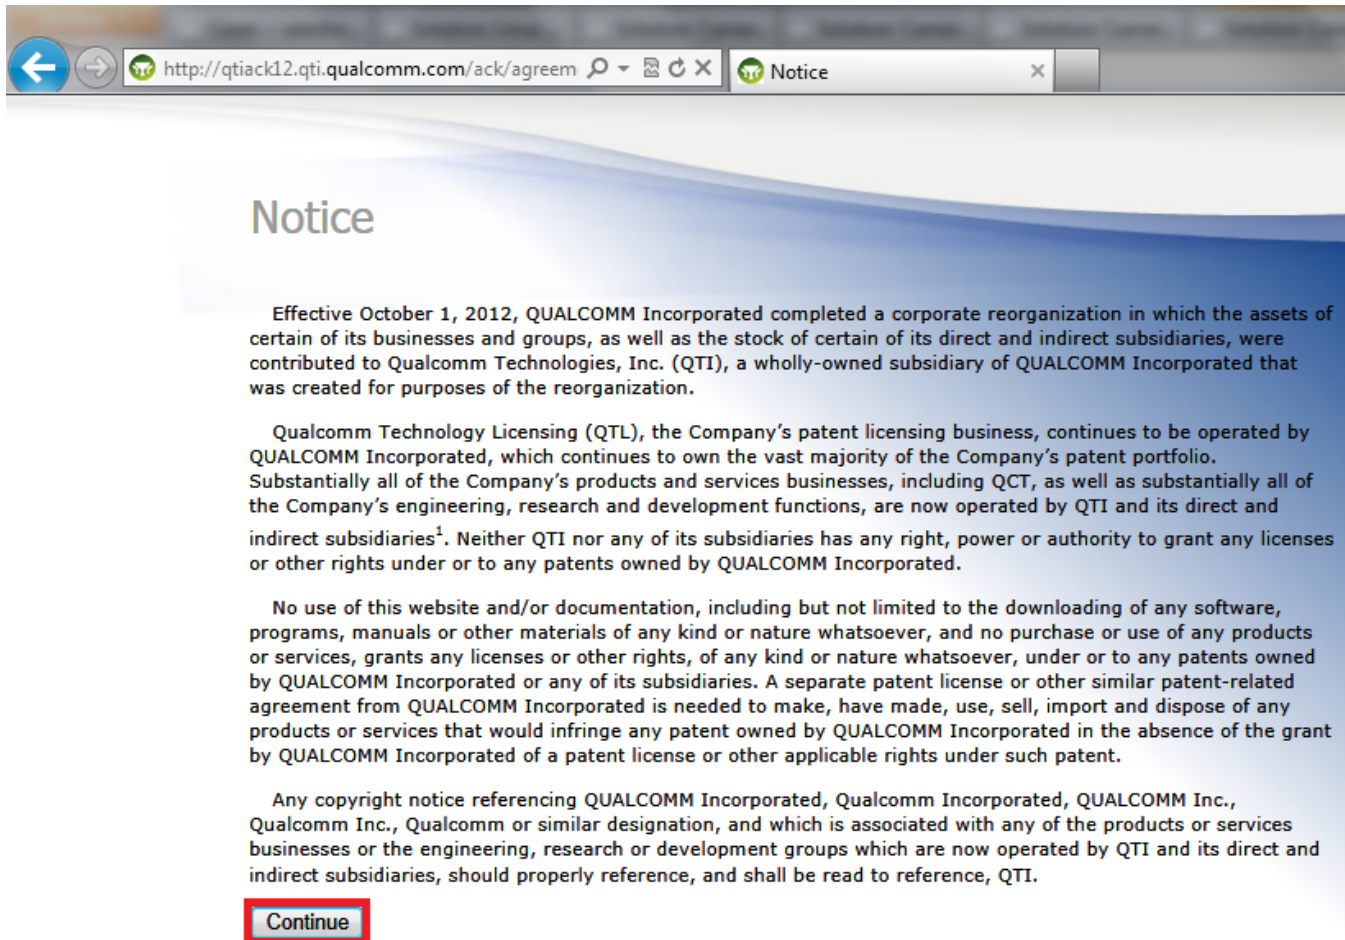 http://qtiack12.qti.qualcomm.com/ack/agreem
Notice
Notice
Effective October 1, 2012, QUALCOMM Incorporated completed a corporate reorganization in which the assets of
certain of its businesses and groups, as well as the stock of certain of its direct and indirect subsidiaries, were
contributed to Qualcomm Technologies, Inc. (QTI), a wholly-owned subsidiary of QUALCOMM Incorporated that
was created for purposes of the reorganization.
Qualcomm Technology Licensing (QTL), the Company’s patent licensing business, continues to be operated by
QUALCOMM Incorporated, which continues to own the vast majority of the Company’s patent portfolio.
Substantially all of the Company’s products and services businesses, including QCT, as well as substantially all of
the Company’s engineering, research and development functions, are now operated by QTI and its direct and
indirect subsidiaries¹. Neither QTI nor any of its subsidiaries has any right, power or authority to grant any licenses
or other rights under or to any patents owned by QUALCOMM Incorporated.
No use of this website and/or documentation, including but not limited to the downloading of any software,
programs, manuals or other materials of any kind or nature whatsoever, and no purchase or use of any products
or services, grants any licenses or other rights, of any kind or nature whatsoever, under or to any patents owned
by QUALCOMM Incorporated or any of its subsidiaries. A separate patent license or other similar patent-related
agreement from QUALCOMM Incorporated is needed to make, have made, use, sell, import and dispose of any
products or services that would infringe any patent owned by QUALCOMM Incorporated in the absence of the grant
by QUALCOMM Incorporated of a patent license or other applicable rights under such patent.
Any copyright notice referencing QUALCOMM Incorporated, Qualcomm Incorporated, QUALCOMM Inc.,
Qualcomm Inc., Qualcomm or similar designation, and which is associated with any of the products or services
businesses or the engineering, research or development groups which are now operated by QTI and its direct and
indirect subsidiaries, should properly reference, and shall be read to reference, QTI.
Continue